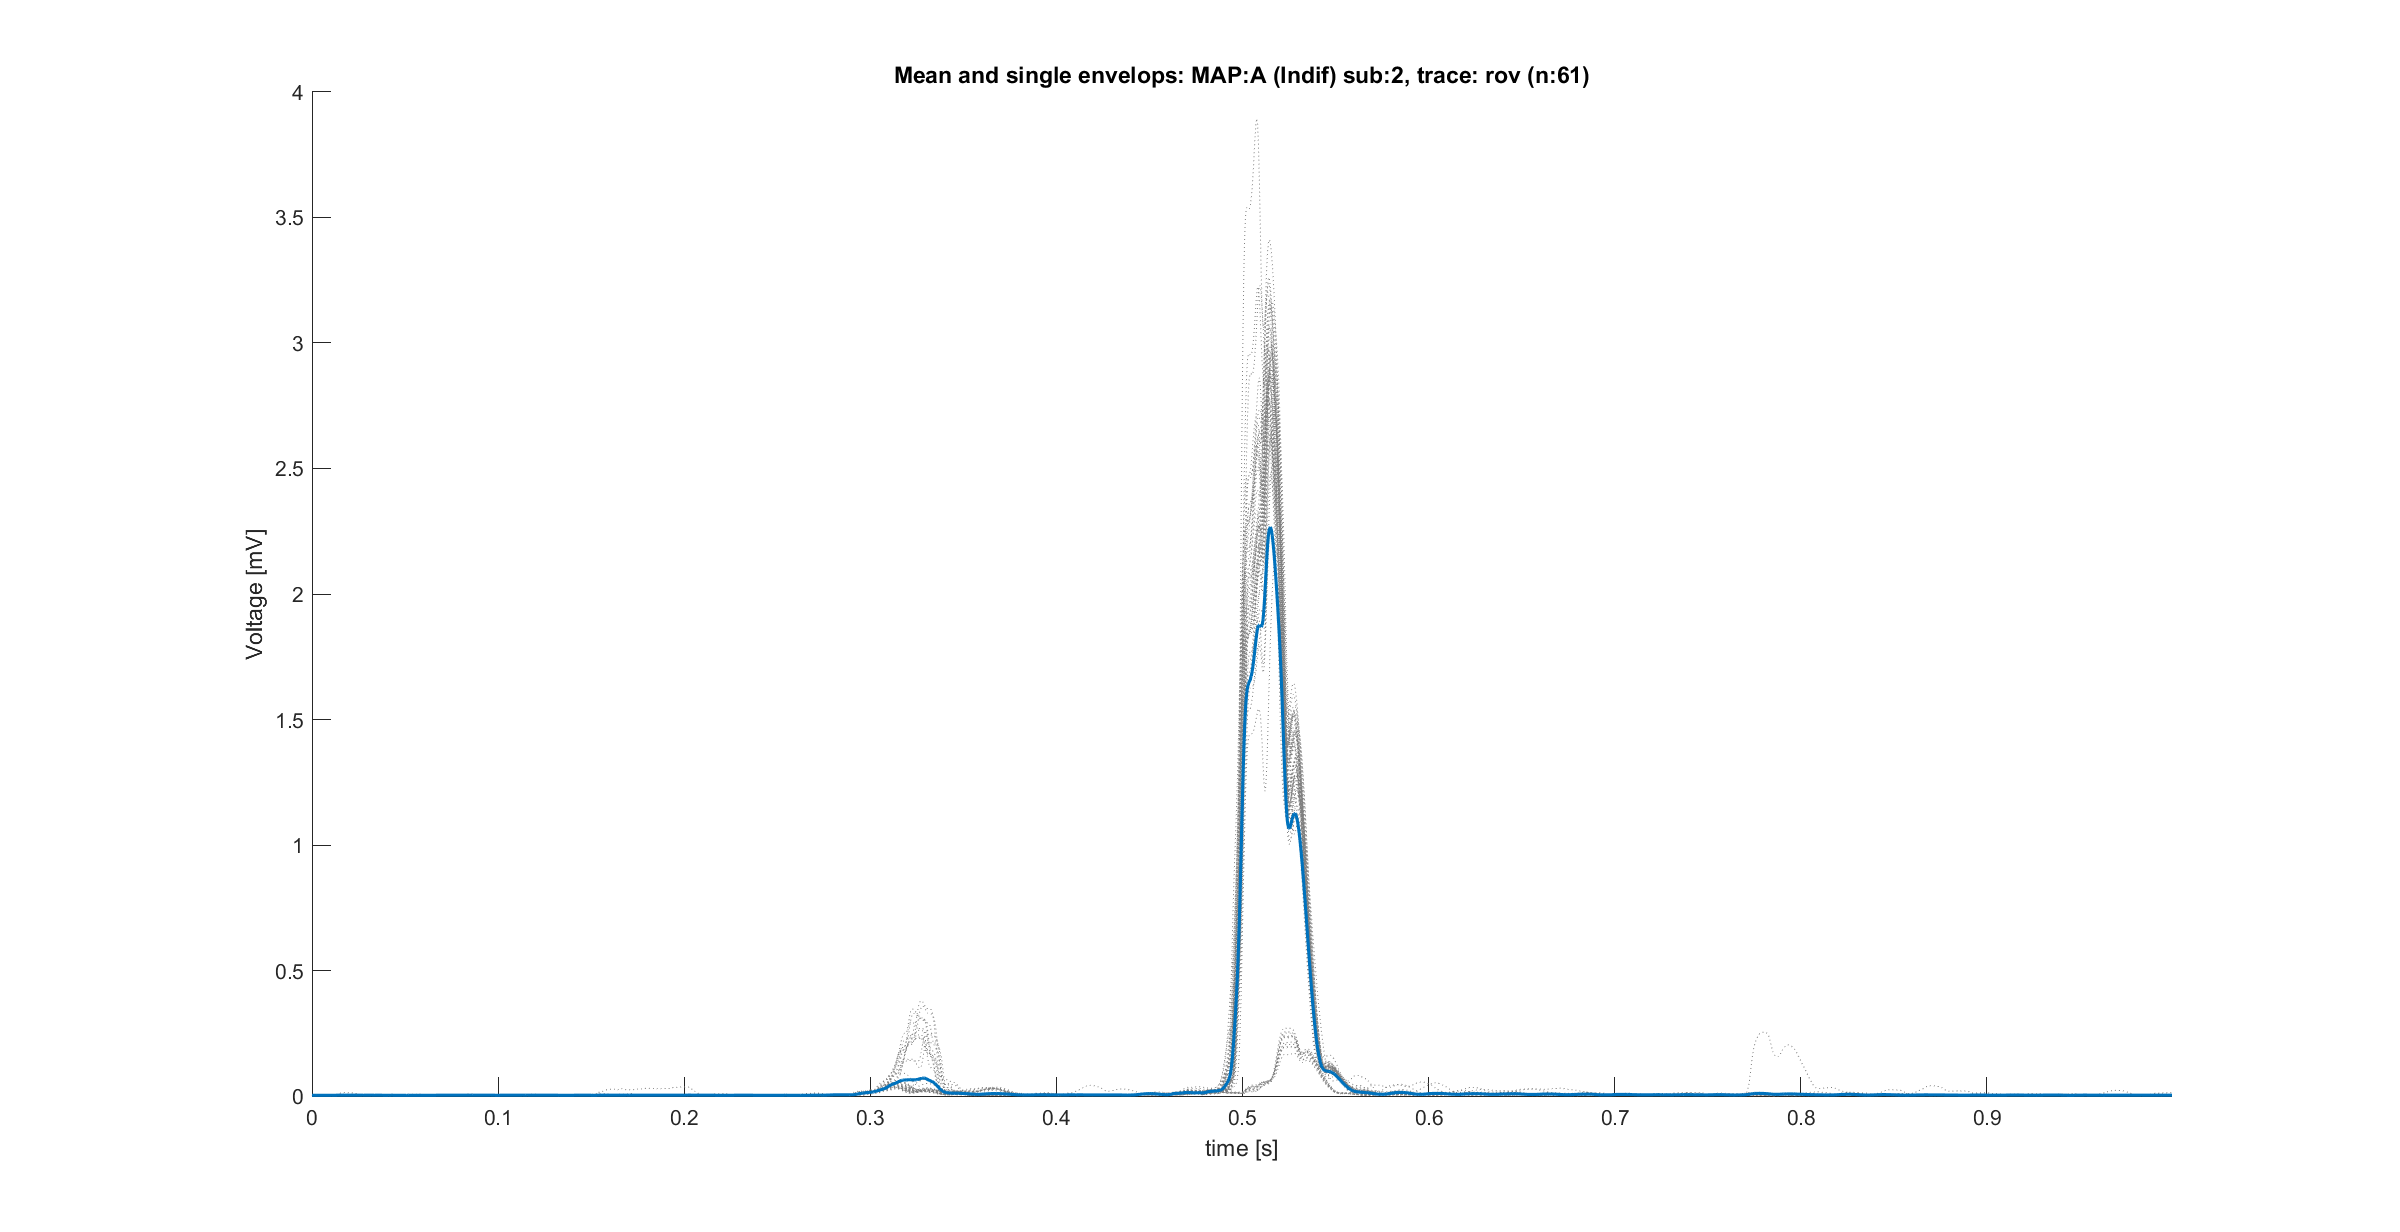 Mean and single envelops: MAP:A (Indif) sub:2, trace: rov (n:61)
4
3.5
3
2.5
2
1.5
1
0.5
0
Voltage [mV]
0 0.1 0.2 0.3 0.4 0.5 0.6 0.7 0.8 0.9
time [s]